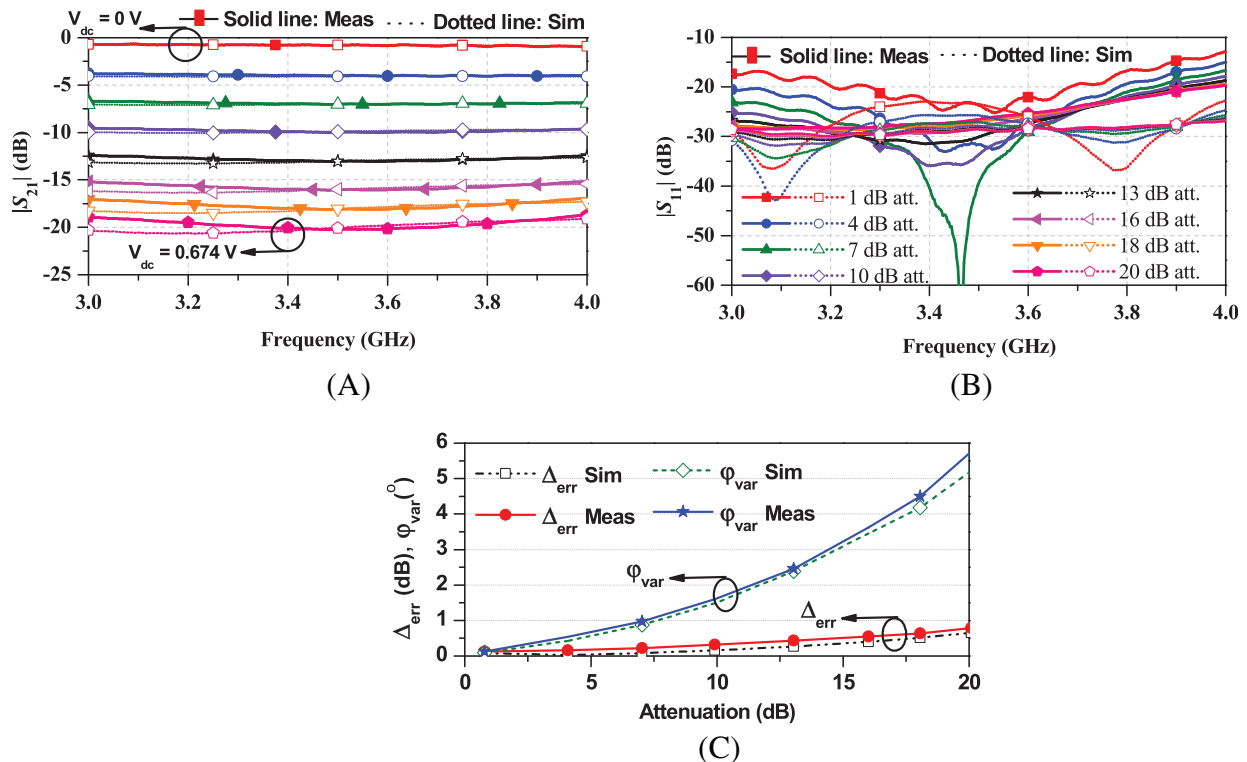 V_dc = 0 V
Solid line: Meas Dotted line: Sim
0
-5
-10
-15
-20
-25
|S_21| (dB)
V_dc = 0.674 V
3.0 3.2 3.4 3.6 3.8 4.0
Frequency (GHz)
(A)
-10
-20
-30
-40
-50
-60
|S_11| (dB)
Solid line: Meas Dotted line: Sim
1 dB att.
4 dB att.
7 dB att.
10 dB att.
13 dB att.
16 dB att.
18 dB att.
20 dB att.
3.0 3.2 3.4 3.6 3.8 4.0
Frequency (GHz)
(B)
6
5
4
3
2
1
0
Δ_err (dB), φ_var(°)
Δ_err Sim φ_var Sim
Δ_err Meas φ_var Meas
φ_var
Δ_err
0 5 10 15 20
Attenuation (dB)
(C)